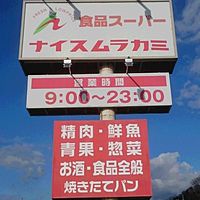 食品スーパー
ナイスムラカミ
営業時間
9:00～23:00
精肉・鮮魚
青果・惣菜
お酒・食品全般
焼きたてパン